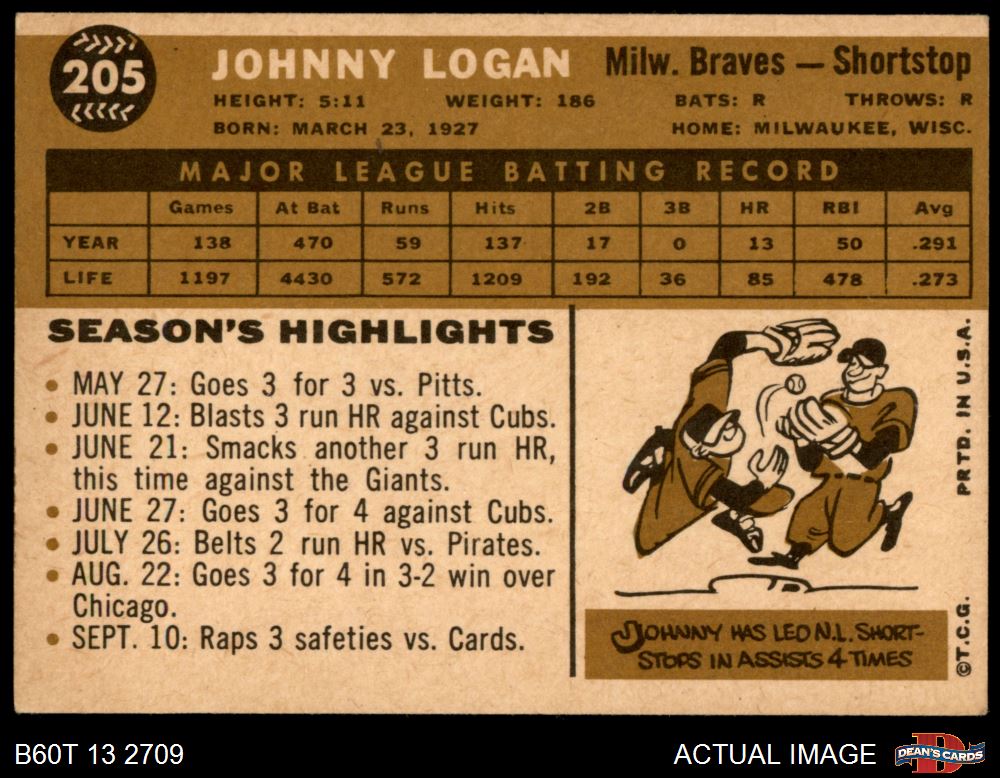 205
JOHNNY LOGAN Milw. Braves — Shortstop
HEIGHT: 5:11 WEIGHT: 186 BATS: R THROWS: R
BORN: MARCH 23, 1927 HOME: MILWAUKEE, WISC.
MAJOR LEAGUE BATTING RECORD
Games At Bat Runs Hits 2B 3B HR RBI Avg
YEAR 138 470 59 137 17 0 13 50 .291
LIFE 1197 4430 572 1209 192 36 85 478 .273
SEASON'S HIGHLIGHTS
• MAY 27: Goes 3 for 3 vs. Pitts.
• JUNE 12: Blasts 3 run HR against Cubs.
• JUNE 21: Smacks another 3 run HR,
this time against the Giants.
• JUNE 27: Goes 3 for 4 against Cubs.
• JULY 26: Belts 2 run HR vs. Pirates.
• AUG. 22: Goes 3 for 4 in 3-2 win over
Chicago.
• SEPT. 10: Raps 3 safeties vs. Cards.
JOHNNY HAS LED N.L. SHORT-
STOPS IN ASSISTS 4 TIMES
©T.C.G. PRTD. IN U.S.A.
B60T 13 2709 ACTUAL IMAGE DEAN'S CARDS